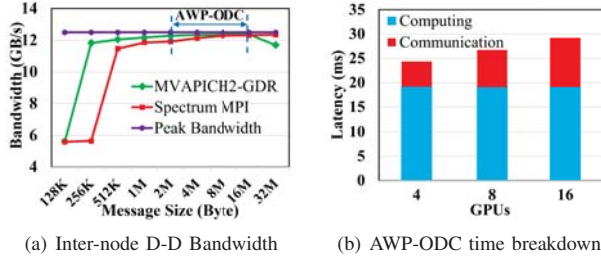 AWP-ODC
14
12
10
8
6
4
Bandwidth (GB/s)
MVAPICH2-GDR
Spectrum MPI
Peak Bandwidth
128K 256K 512K 1M 2M 4M 8M 16M 32M
Message Size (Byte)
(a) Inter-node D-D Bandwidth
35
30
25
20
15
10
5
0
Latency (ms)
Computing
Communication
4 8 16
GPUs
(b) AWP-ODC time breakdown